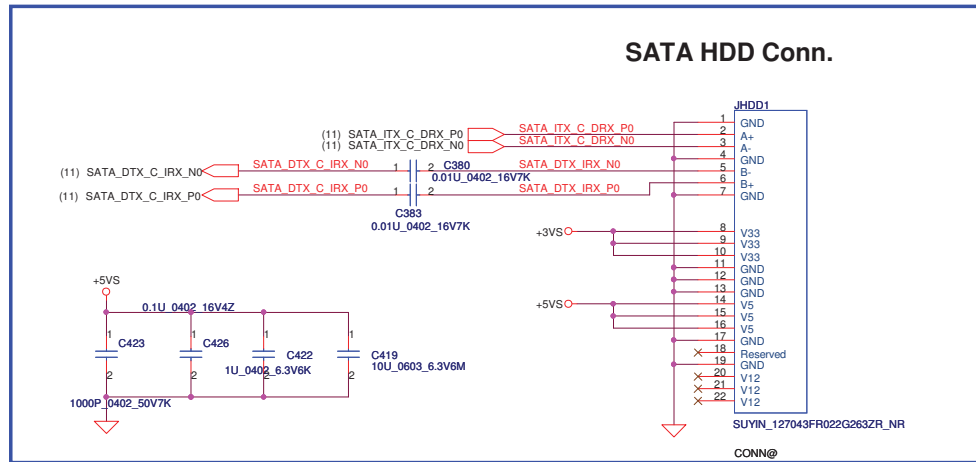 SATA HDD Conn.
JHDD1
1 GND
(11) SATA_ITX_C_DRX_P0 SATA_ITX_C_DRX_P0 2 A+
(11) SATA_ITX_C_DRX_N0 SATA_ITX_C_DRX_N0 3 A-
4 GND
(11) SATA_DTX_C_IRX_N0 SATA_DTX_C_IRX_N0 1 2 C380 SATA_DTX_IRX_N0 5 B-
0.01U_0402_16V7K
(11) SATA_DTX_C_IRX_P0 SATA_DTX_C_IRX_P0 1 2 SATA_DTX_IRX_P0 6 B+
7 GND
C383
0.01U_0402_16V7K
+3VS 8 V33
9 V33
10 V33
11 GND
12 GND
13 GND
+5VS 14 V5
15 V5
16 V5
17 GND
18 Reserved
19 GND
20 V12
21 V12
22 V12
SUYIN_127043FR022G263ZR_NR
CONN@
+5VS
0.1U_0402_16V4Z
1 1 1 1
C423 C426 C422 C419
1U_0402_6.3V6K 10U_0603_6.3V6M
2 2 2 2
1000P_0402_50V7K